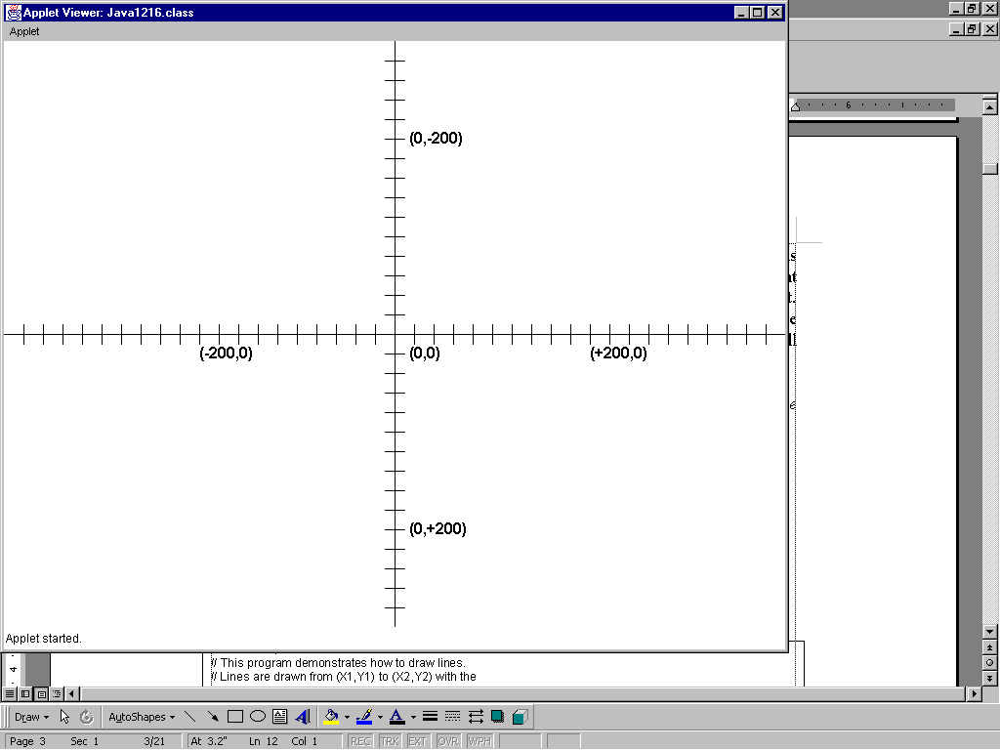 Applet Viewer: Java1216.class
Applet
6
(0,-200)
(-200,0) (0,0) (+200,0)
(0,+200)
Applet started.
4
// This program demonstrates how to draw lines.
// Lines are drawn from (X1,Y1) to (X2,Y2) with the
Draw AutoShapes
Page 3 Sec 1 3/21 At 3.2" Ln 12 Col 1 REC TRK EXT OVR WPH